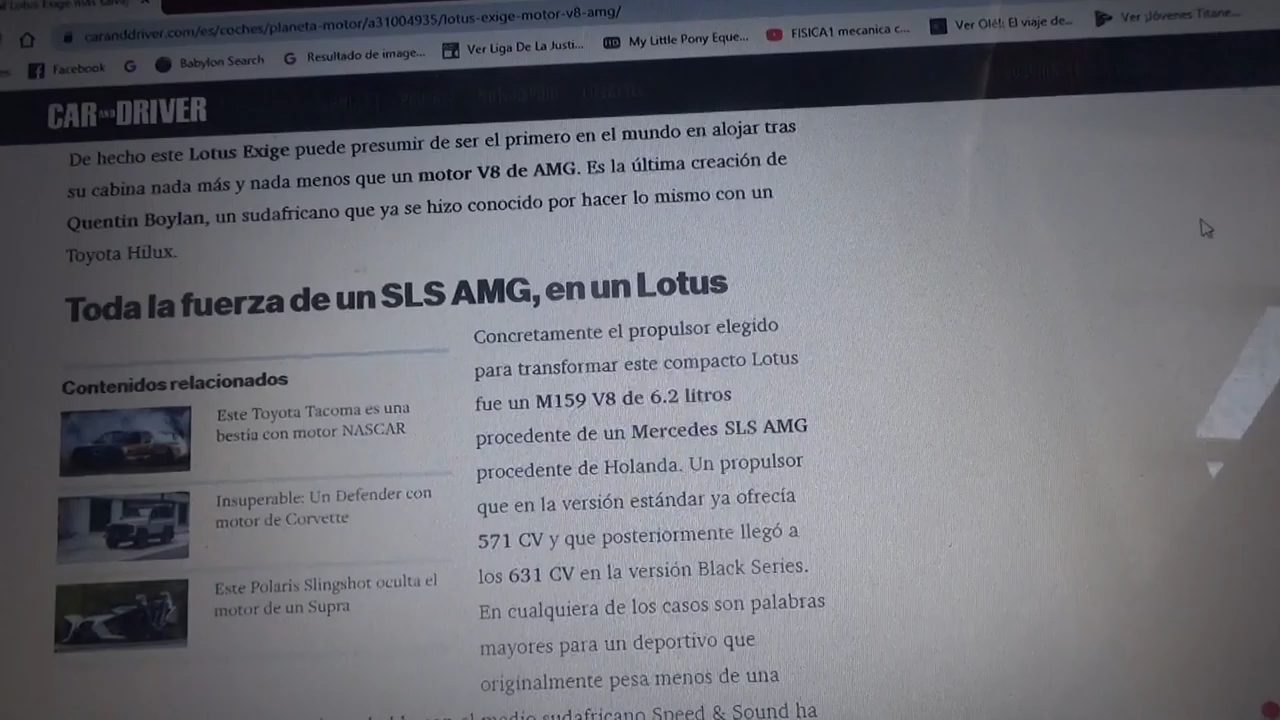 caranddriver.com/es/coches/planeta-motor/a31004935/lotus-exige-motor-v8-amg/
Facebook
Babylon Search
Resultado de image...
Ver Liga De La Justi...
My Little Pony Eque...
FISICA1 mecanica c...
Ver Olé!: El viaje de...
Ver ¡Jóvenes Titane...
CAR AND DRIVER
De hecho este Lotus Exige puede presumir de ser el primero en el mundo en alojar tras
su cabina nada más y nada menos que un motor V8 de AMG. Es la última creación de
Quentin Boylan, un sudafricano que ya se hizo conocido por hacer lo mismo con un
Toyota Hilux.
Toda la fuerza de un SLS AMG, en un Lotus
Contenidos relacionados
Este Toyota Tacoma es una
bestia con motor NASCAR
Insuperable: Un Defender con
motor de Corvette
Este Polaris Slingshot oculta el
motor de un Supra
Concretamente el propulsor elegido
para transformar este compacto Lotus
fue un M159 V8 de 6.2 litros
procedente de un Mercedes SLS AMG
procedente de Holanda. Un propulsor
que en la versión estándar ya ofrecía
571 CV y que posteriormente llegó a
los 631 CV en la versión Black Series.
En cualquiera de los casos son palabras
mayores para un deportivo que
originalmente pesa menos de una
el medio sudafricano Speed & Sound ha